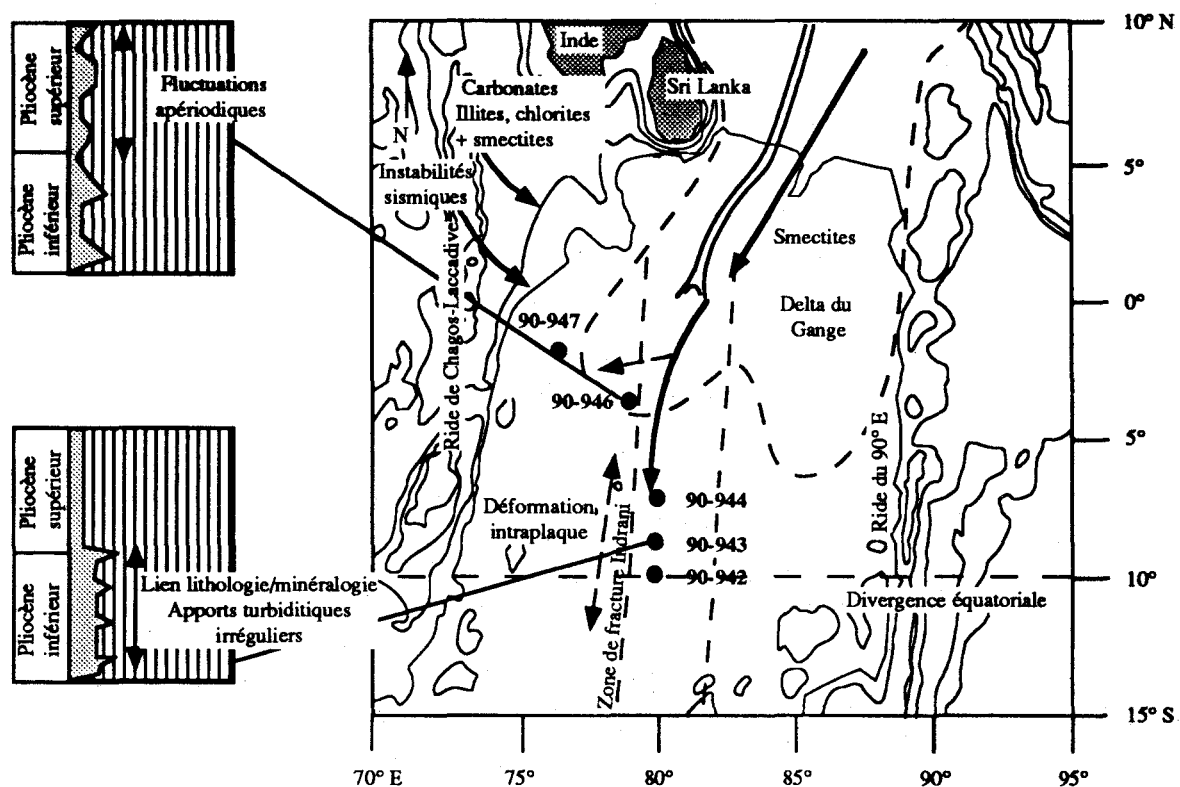 Pliocène
supérieur
Pliocène
inférieur
Fluctuations
apériodiques
Pliocène
supérieur
Pliocène
inférieur
Lien lithologie/minéralogie
Apports turbiditiques
irréguliers
Inde
Sri Lanka
N
Carbonates
Illites, chlorites
+ smectites
Instabilités
sismiques
Ride de Chagos-Laccadives
Smectites
Delta du
Gange
90-947
90-946
90-944
90-943
90-942
Déformation
intraplaque
Zone de fracture Indrani
Ride du 90° E
Divergence équatoriale
10° N
5°
0°
5°
10°
15° S
70° E
75°
80°
85°
90°
95°